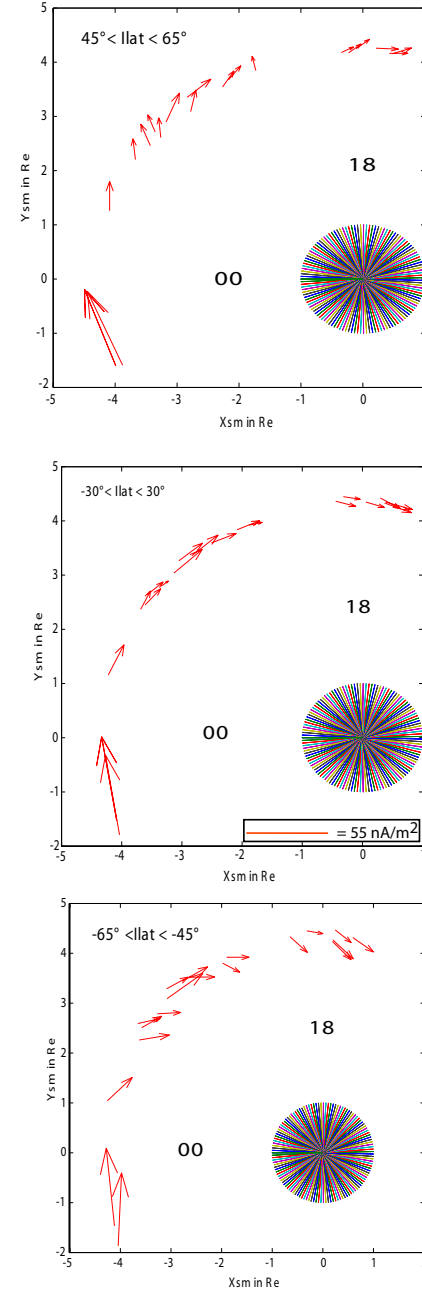 5
45°< Ilat < 65°
4
3
18
2
Ysm in Re
1
00
0
-1
-2
-5 -4 -3 -2 -1 0
Xsm in Re
5
-30°< Ilat < 30°
4
3
18
2
Ysm in Re
1
00
0
-1
= 55 nA/m²
-2
-5 -4 -3 -2 -1 0
Xsm in Re
5
-65° <Ilat < -45°
4
3
18
2
Ysm in Re
1
00
0
-1
-2
-5 -4 -3 -2 -1 0 1
Xsm in Re